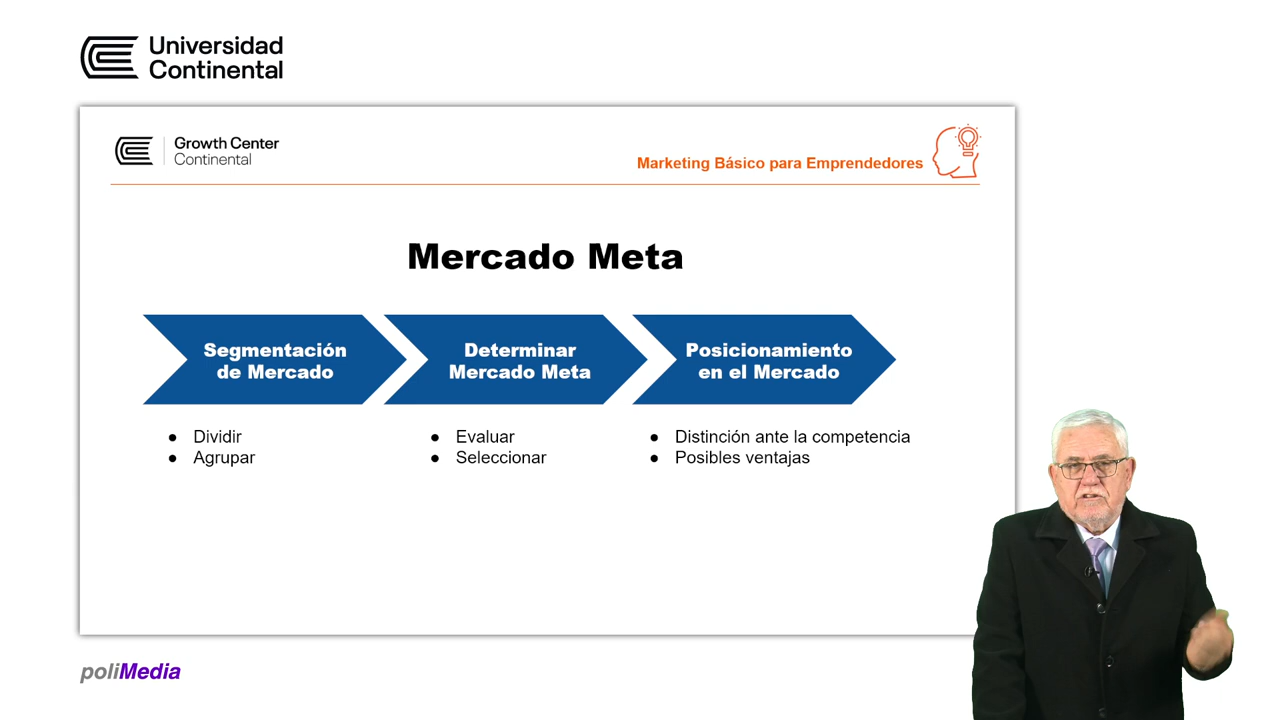 Universidad
Continental
Growth Center
Continental
Marketing Básico para Emprendedores
Mercado Meta
Segmentación
de Mercado
Determinar
Mercado Meta
Posicionamiento
en el Mercado
● Dividir
● Agrupar
● Evaluar
● Seleccionar
● Distinción ante la competencia
● Posibles ventajas
poliMedia